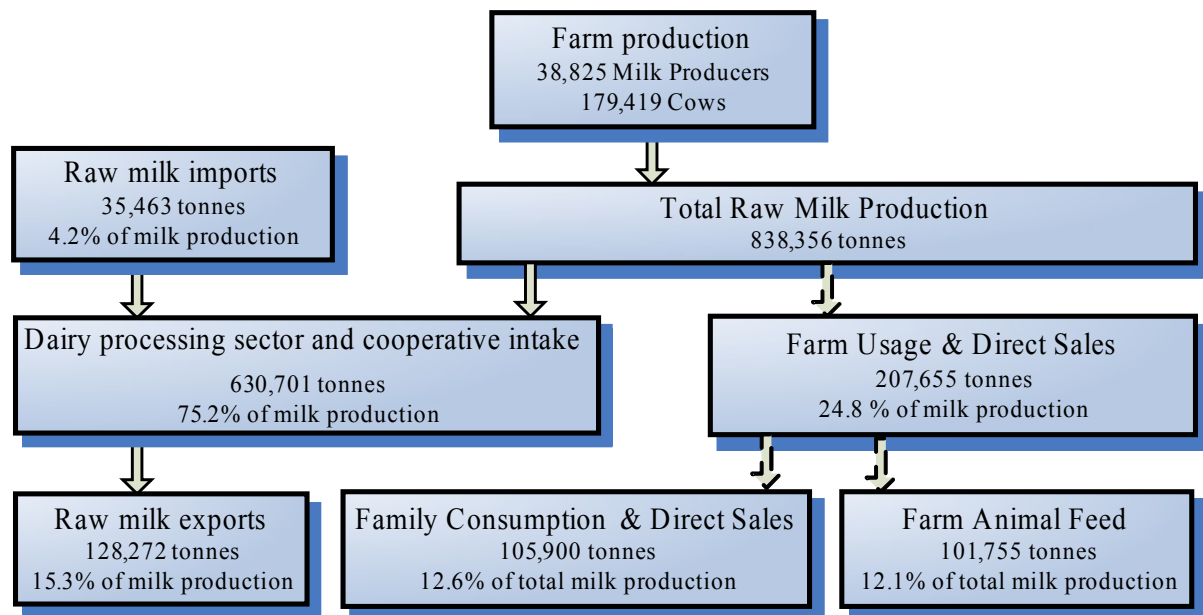 Farm production
38,825 Milk Producers
179,419 Cows
Raw milk imports
35,463 tonnes
4.2% of milk production
Total Raw Milk Production
838,356 tonnes
Dairy processing sector and cooperative intake
630,701 tonnes
75.2% of milk production
Farm Usage & Direct Sales
207,655 tonnes
24.8 % of milk production
Raw milk exports
128,272 tonnes
15.3% of milk production
Family Consumption & Direct Sales
105,900 tonnes
12.6% of total milk production
Farm Animal Feed
101,755 tonnes
12.1% of total milk production